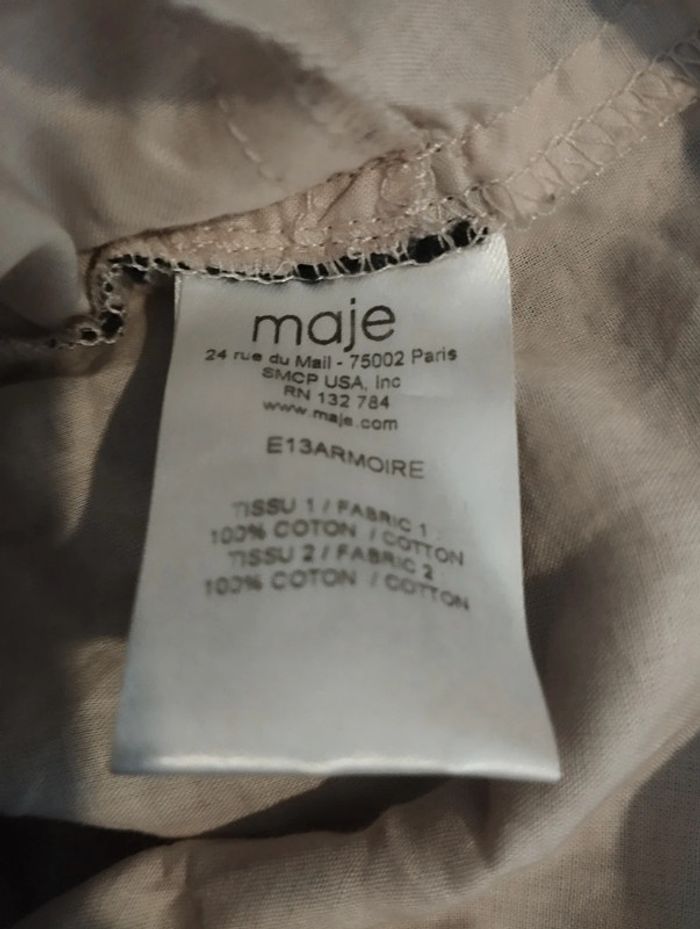 maje
24 rue du Mail - 75002 Paris
SMCP USA, Inc
RN 132 784
www.maje.com
E13ARMOIRE
TISSU 1 / FABRIC 1
100% COTON / COTTON
TISSU 2 / FABRIC 2
100% COTON / COTTON